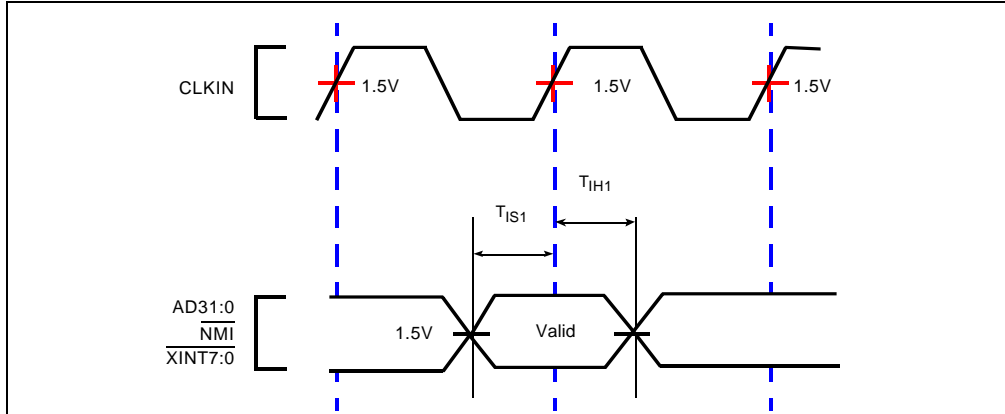 CLKIN
1.5V
1.5V
1.5V
TIH1
TIS1
AD31:0
NMI
XINT7:0
1.5V
Valid